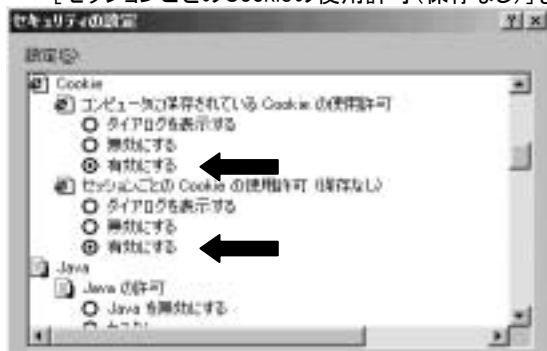 [セッションごとのCookieの使用許可(保存なし)]
セキュリティの設定
設定(S):
Cookie
コンピュータに保存されている Cookie の使用許可
ダイアログを表示する
無効にする
有効にする
セッションごとの Cookie の使用許可 (保存なし)
ダイアログを表示する
無効にする
有効にする
Java
Java の許可
Java を無効にする